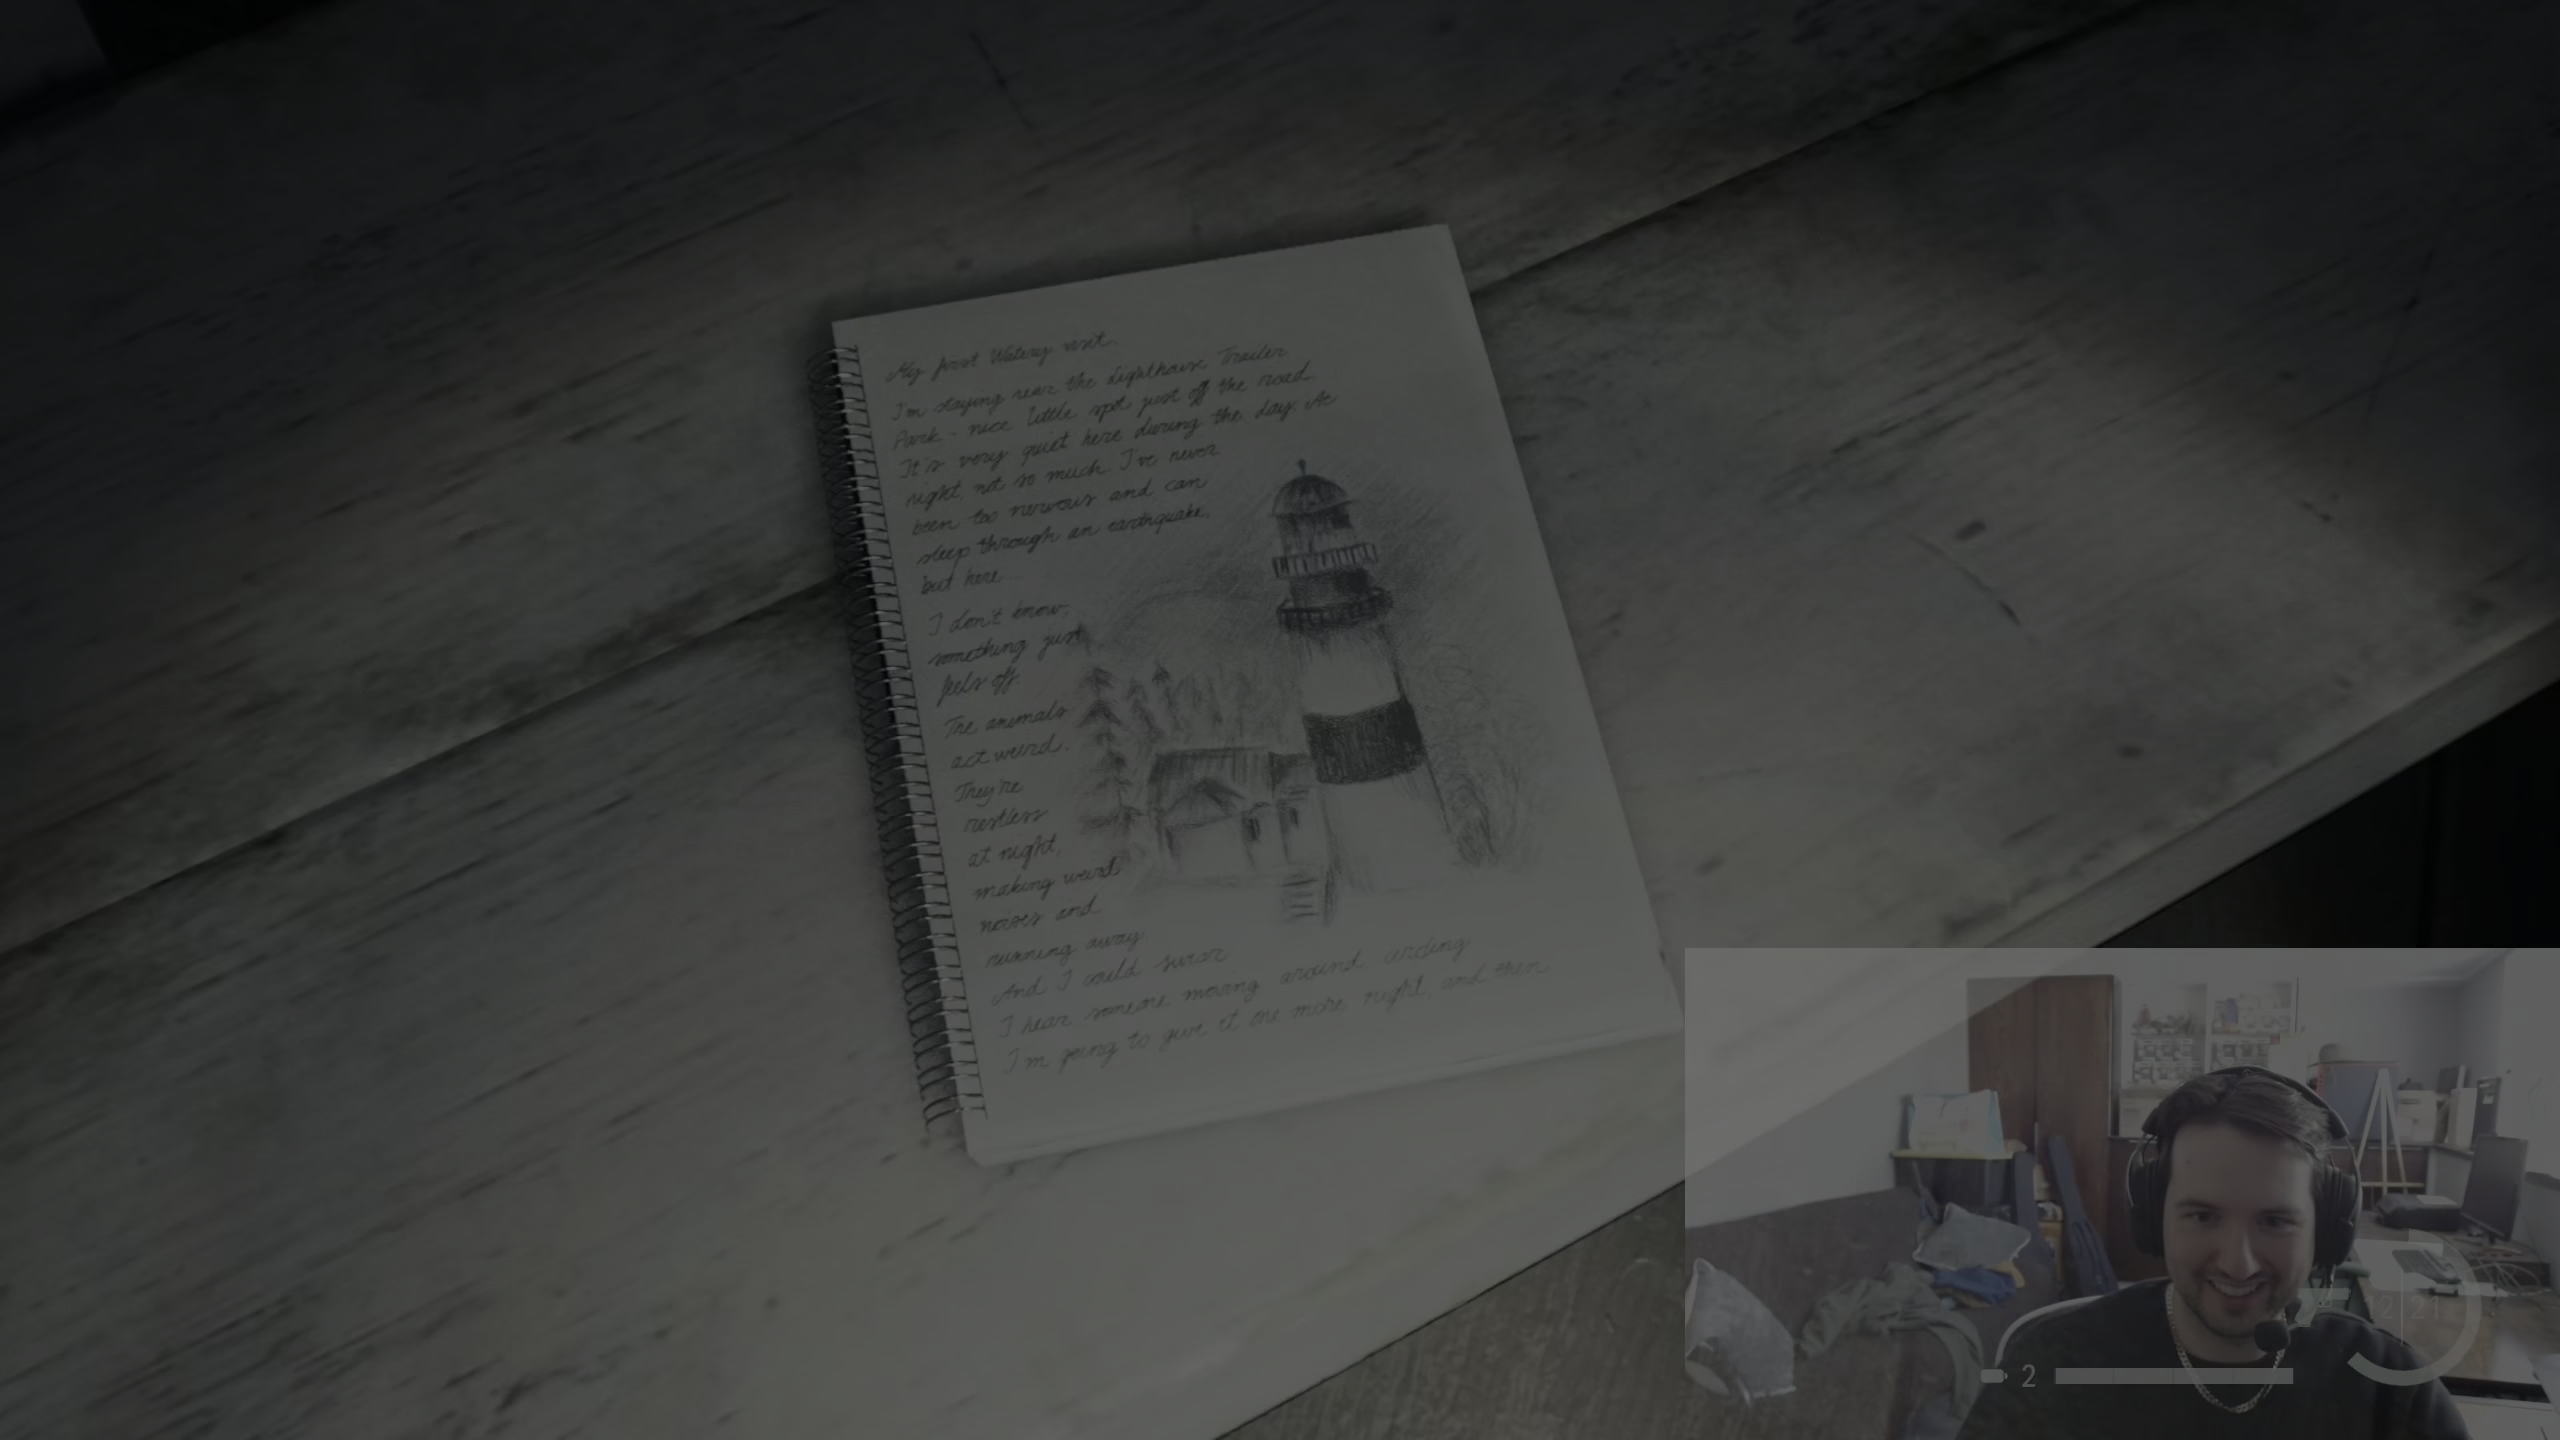 My first Watery visit.
I'm staying near the Lighthouse Trailer
Park - nice little spot just off the road.
It's very quiet here during the day. At
night, not so much. I've never
been too nervous and can
sleep through an earthquake,
but here...
I don't know,
something just
feels off.
The animals
act weird.
They're
restless
at night,
making weird
noises and
running away.
And I could swear
I hear someone moving around
I'm going to give it one more night, and then
2
21